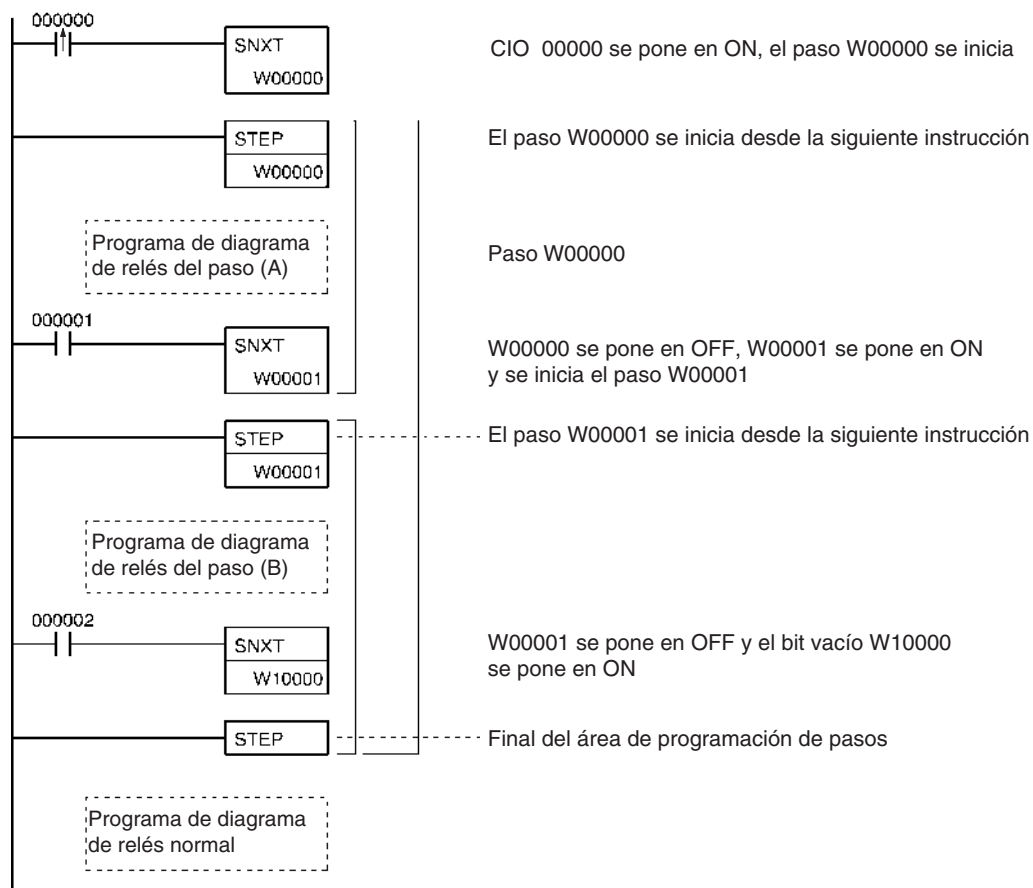 000000
SNXT
W00000
CIO 00000 se pone en ON, el paso W00000 se inicia
STEP
W00000
El paso W00000 se inicia desde la siguiente instrucción
Programa de diagrama
de relés del paso (A)
Paso W00000
000001
SNXT
W00001
W00000 se pone en OFF, W00001 se pone en ON
y se inicia el paso W00001
STEP
W00001
El paso W00001 se inicia desde la siguiente instrucción
Programa de diagrama
de relés del paso (B)
000002
SNXT
W10000
W00001 se pone en OFF y el bit vacío W10000
se pone en ON
STEP
Final del área de programación de pasos
Programa de diagrama
de relés normal